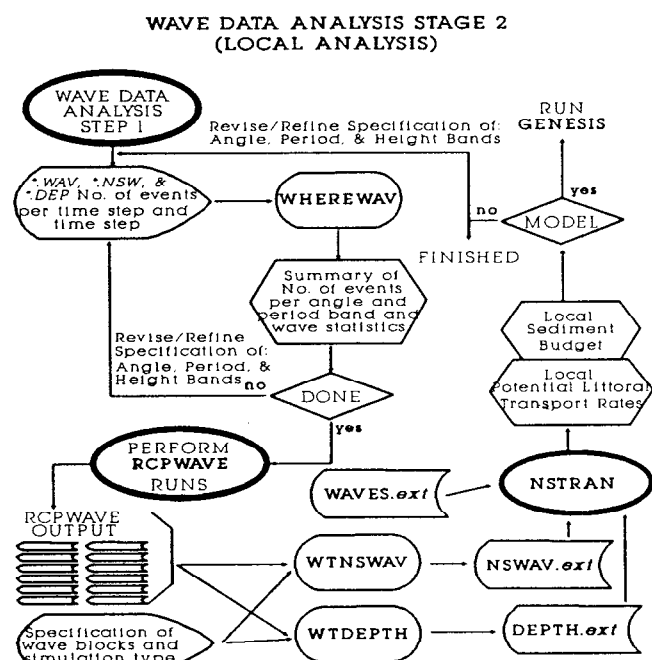 WAVE DATA ANALYSIS STAGE 2
(LOCAL ANALYSIS)
WAVE DATA
ANALYSIS
STEP 1
Revise/Refine Specification of:
Angle, Period, & Height Bands
RUN
GENESIS
*.WAV, *.NSW, &
*.DEP No. of events
per time step and
time step
WHEREWAV
yes
no
MODEL
FINISHED
Summary of
No. of events
per angle and
period band and
wave statistics
Revise/Refine
Specification of:
Angle, Period, &
Height Bands
no
DONE
yes
Local
Sediment
Budget
Local
Potential Littoral
Transport Rates
PERFORM
RCPWAVE
RUNS
WAVES.ext
NSTRAN
RCPWAVE
OUTPUT
WTNSWAV
NSWAV.ext
Specification of
wave blocks and
simulation type
WTDEPTH
DEPTH.ext